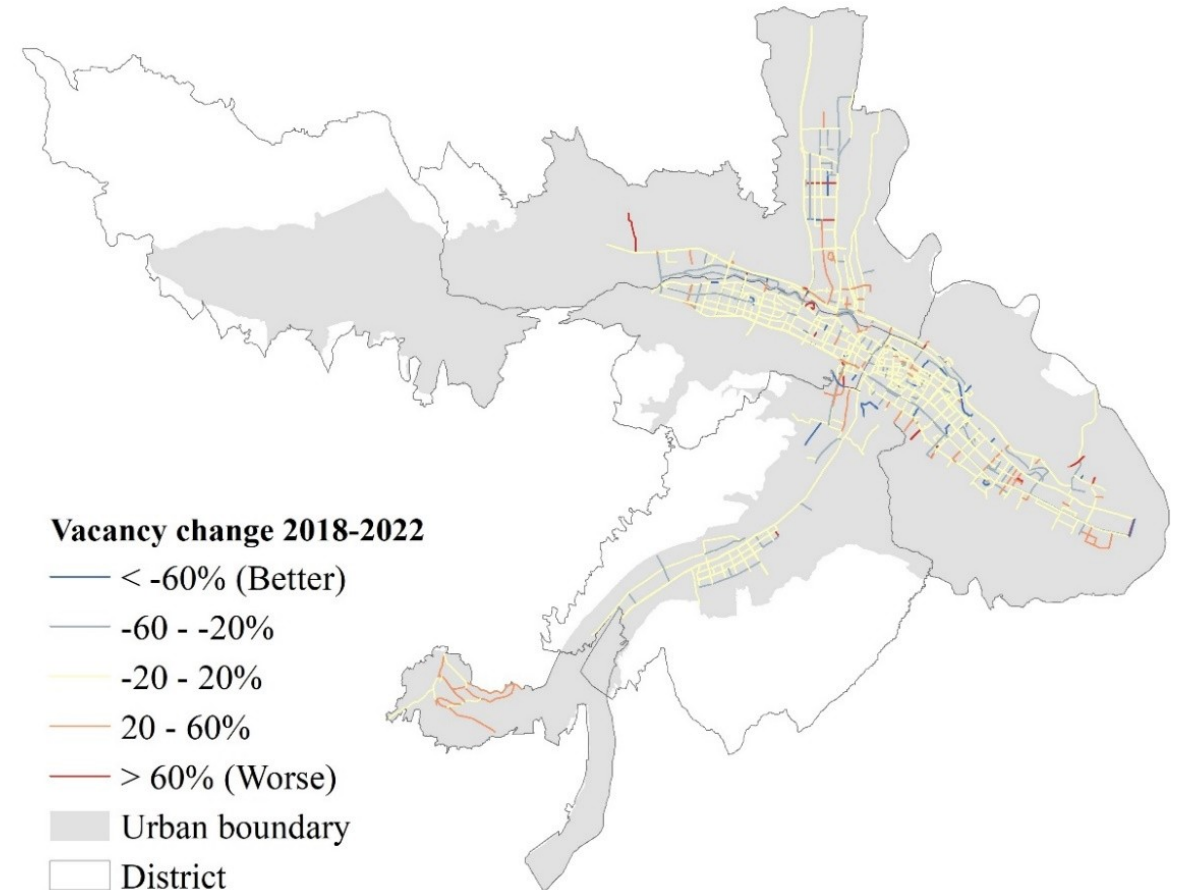 Vacancy change 2018-2022
< -60% (Better)
-60 - -20%
-20 - 20%
20 - 60%
> 60% (Worse)
Urban boundary
District